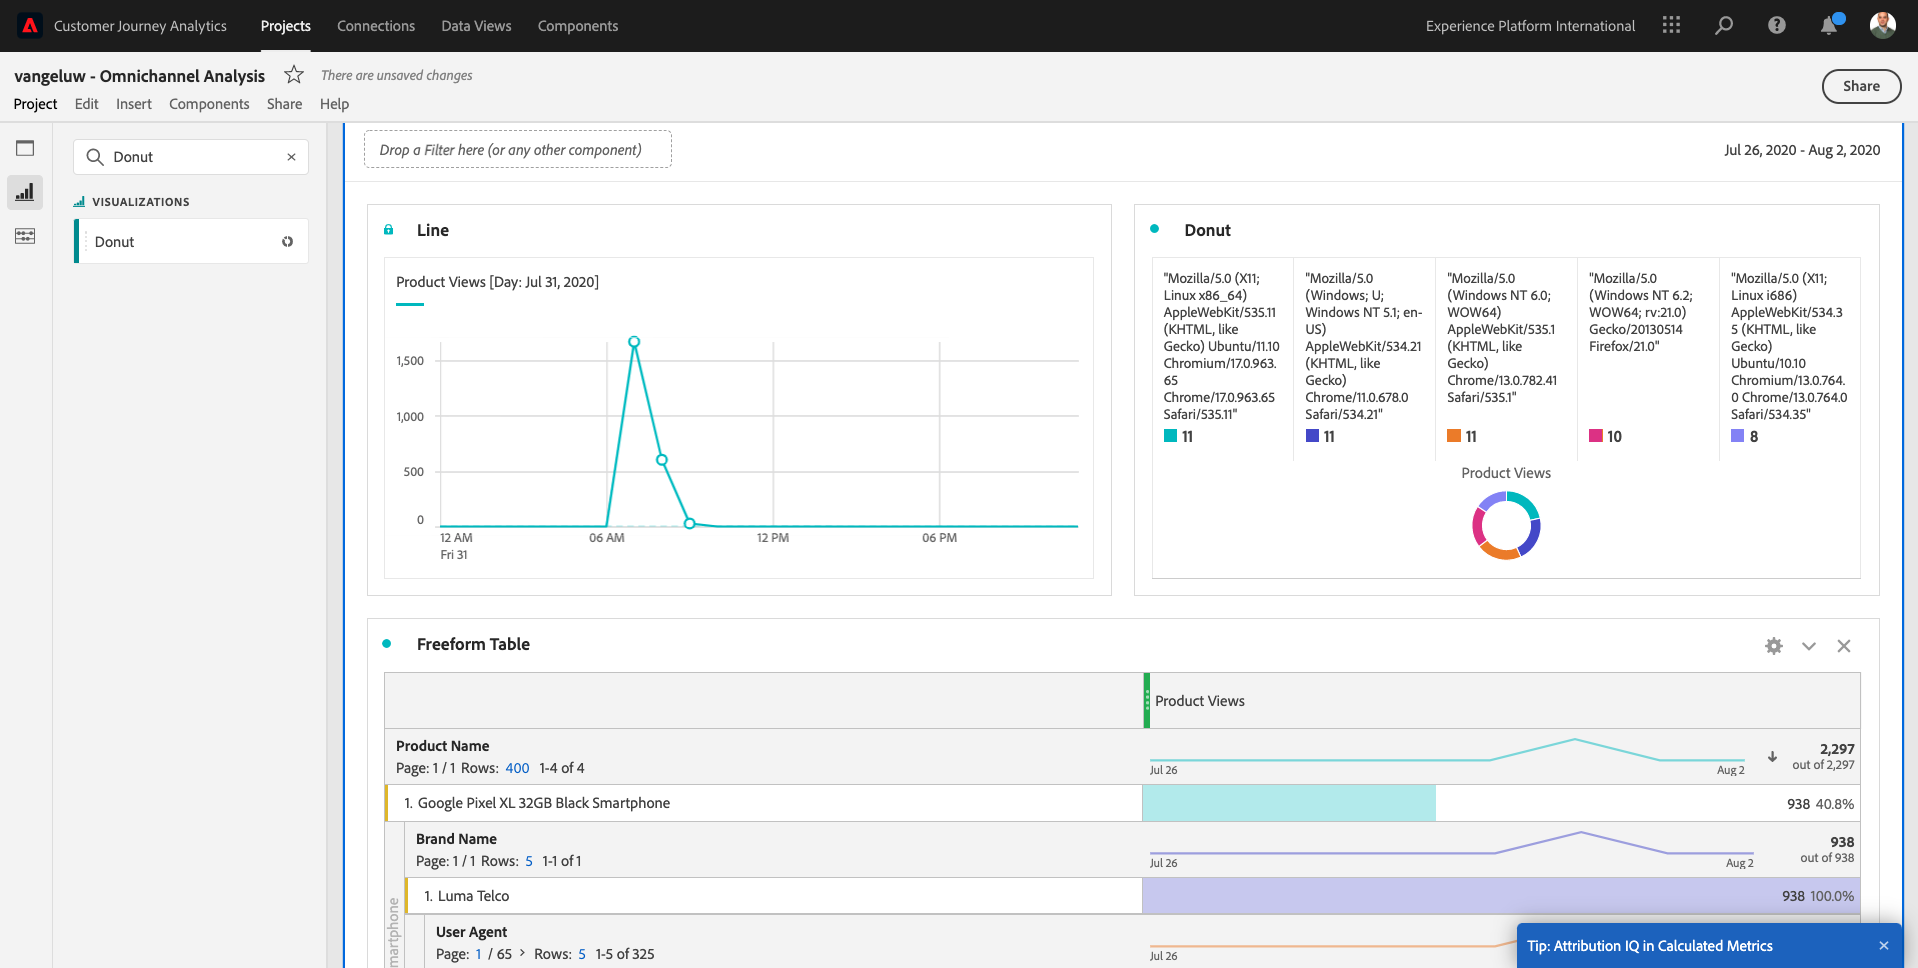 Customer Journey Analytics Projects Connections Data Views Components Experience Platform International
vangeluw - Omnichannel Analysis There are unsaved changes
Project Edit Insert Components Share Help
Share
Donut
VISUALIZATIONS
Donut
Drop a Filter here (or any other component)
Jul 26, 2020 - Aug 2, 2020
Line
Product Views [Day: Jul 31, 2020]
1,500
1,000
500
0
12 AM 06 AM 12 PM 06 PM
Fri 31
Donut
"Mozilla/5.0 (X11;
Linux x86_64)
AppleWebKit/535.11
(KHTML, like
Gecko) Ubuntu/11.10
Chromium/17.0.963.
65
Chrome/17.0.963.65
Safari/535.11"
11
"Mozilla/5.0
(Windows; U;
Windows NT 5.1; en-
US)
AppleWebKit/534.21
(KHTML, like
Gecko)
Chrome/11.0.678.0
Safari/534.21"
11
"Mozilla/5.0
(Windows NT 6.0;
WOW64)
AppleWebKit/535.1
(KHTML, like
Gecko)
Chrome/13.0.782.41
Safari/535.1"
11
"Mozilla/5.0
(Windows NT 6.2;
WOW64; rv:21.0)
Gecko/20130514
Firefox/21.0"
10
"Mozilla/5.0 (X11;
Linux i686)
AppleWebKit/534.3
5 (KHTML, like
Gecko)
Ubuntu/10.10
Chromium/13.0.764.
0 Chrome/13.0.764.0
Safari/534.35"
8
Product Views
Freeform Table
Product Views
Product Name
Page: 1 / 1 Rows: 400 1-4 of 4
Jul 26 Aug 2
2,297
out of 2,297
1. Google Pixel XL 32GB Black Smartphone 938 40.8%
Brand Name
Page: 1 / 1 Rows: 5 1-1 of 1
Jul 26 Aug 2
938
out of 938
1. Luma Telco 938 100.0%
martphone
User Agent
Page: 1 / 65 > Rows: 5 1-5 of 325
Jul 26
Tip: Attribution IQ in Calculated Metrics